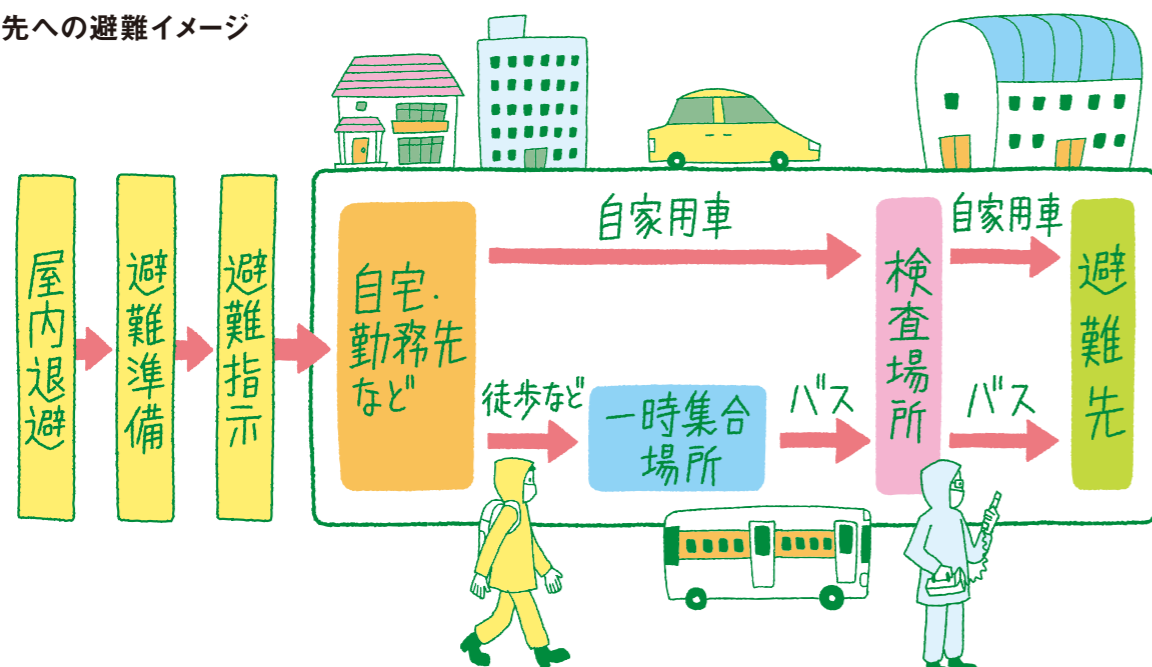 先への避難イメージ
屋内退避
避難準備
避難指示
自宅・
勤務先
など
自家用車
徒歩など
一時集合
場所
バス
検査場所
自家用車
バス
避難先